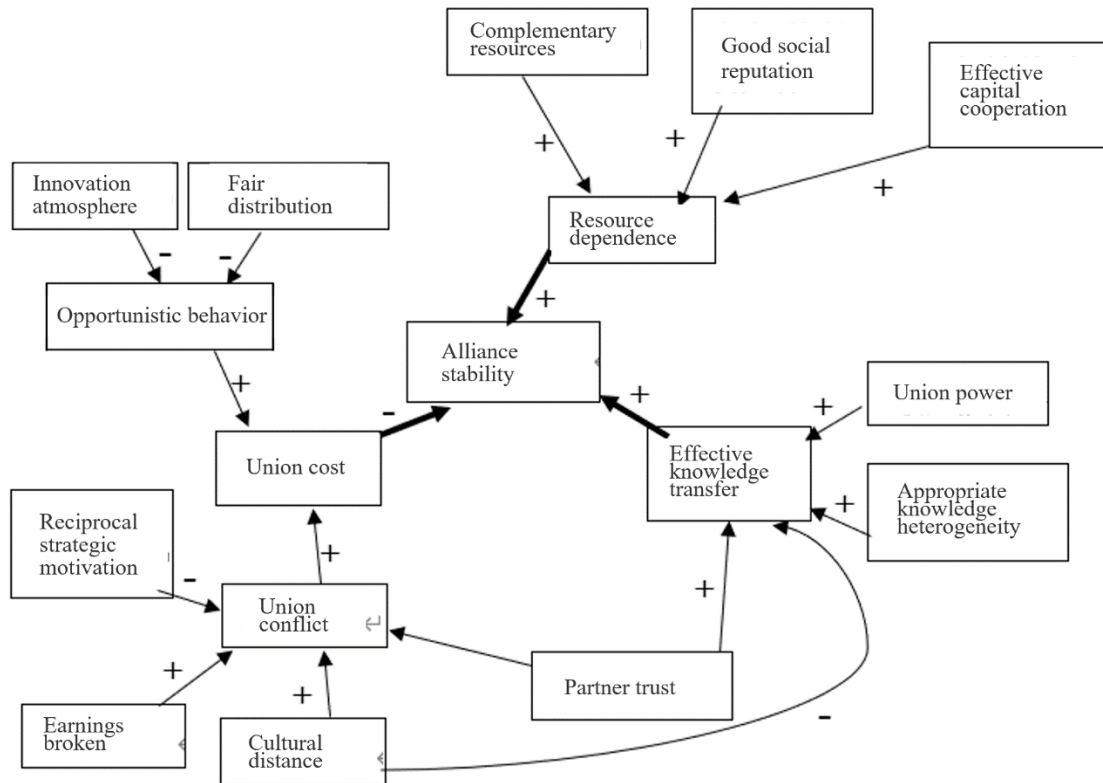 Complementary
resources
Good social
reputation
Effective
capital
cooperation
+
+
+
Innovation
atmosphere
Fair
distribution
Resource
dependence
-
-
+
Opportunistic behavior
Alliance
stability
+
-
+
Union power
+
Union cost
Effective
knowledge
transfer
Reciprocal
strategic
motivation
+
Appropriate
knowledge
heterogeneity
+
-
+
Union
conflict
Partner trust
+
+
-
Earnings
broken
Cultural
distance